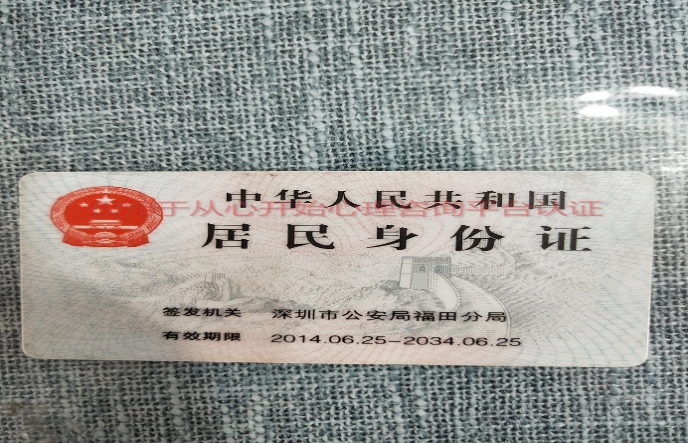 中华人民共和国
于从心开始心理咨询平台认证
居民身份证
签发机关 深圳市公安局福田分局
有效期限 2014.06.25-2034.06.25